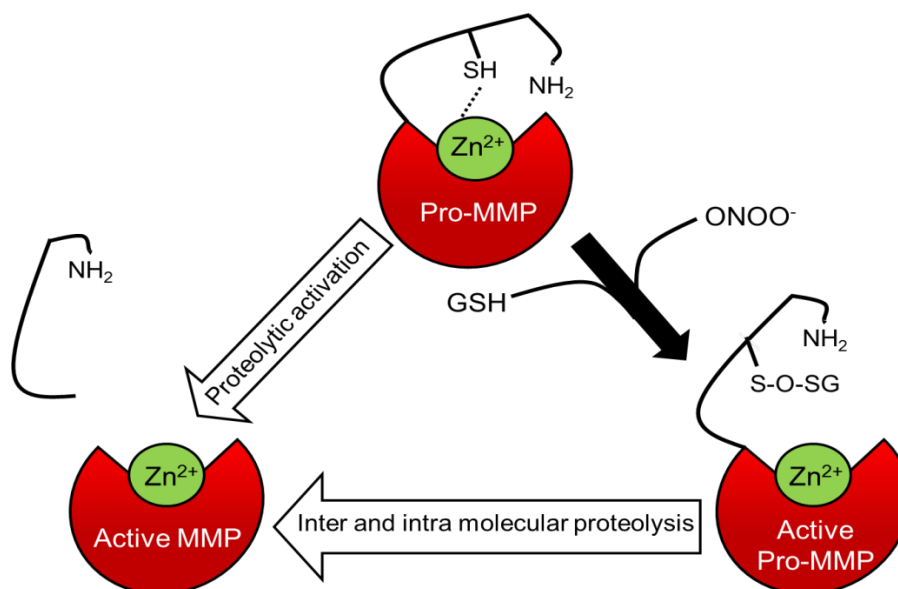 SH
NH₂
Zn²⁺
Pro-MMP
ONOO⁻
GSH
Proteolytic activation
NH₂
NH₂
S-O-SG
Zn²⁺
Active MMP
Inter and intra molecular proteolysis
Zn²⁺
Active
Pro-MMP